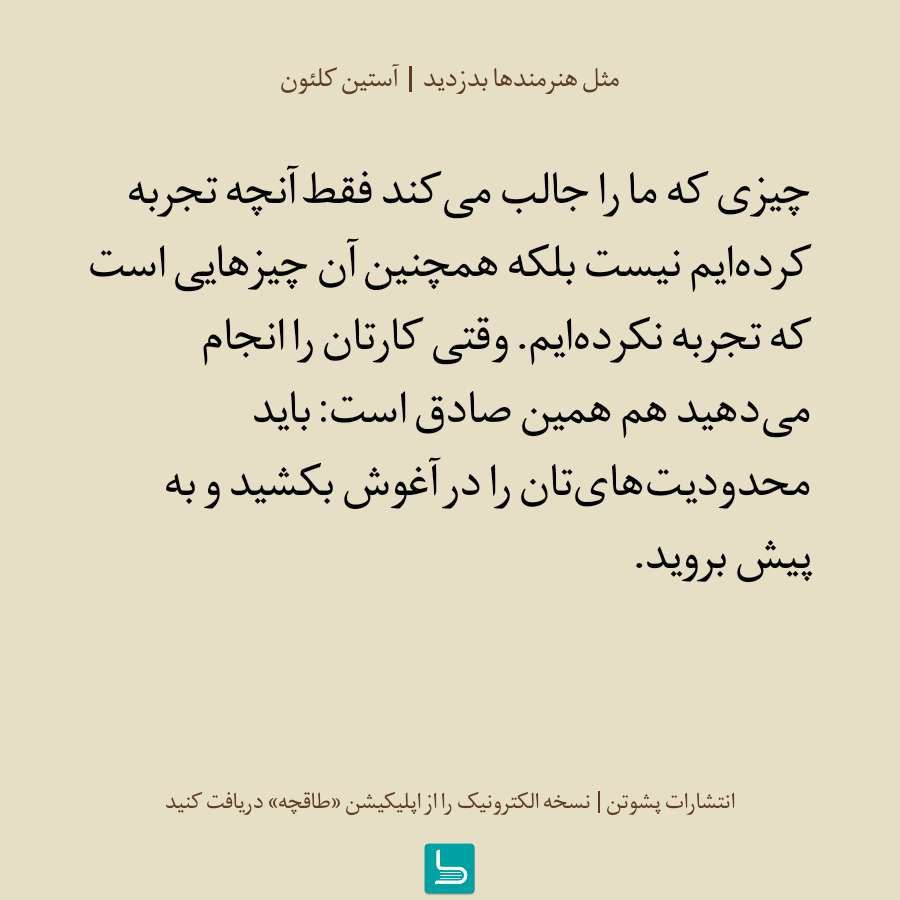 مثل هنرمندها بدزدید | آستین کلئون
چیزی که ما را جالب می‌کند فقط آنچه تجربه
کرده‌ایم نیست بلکه همچنین آن چیزهایی است
که تجربه نکرده‌ایم. وقتی کارتان را انجام
می‌دهید هم همین صادق است: باید
محدودیت‌های‌تان را در آغوش بکشید و به
پیش بروید.
انتشارات پشوتن | نسخه الکترونیک را از اپلیکیشن «طاقچه» دریافت کنید